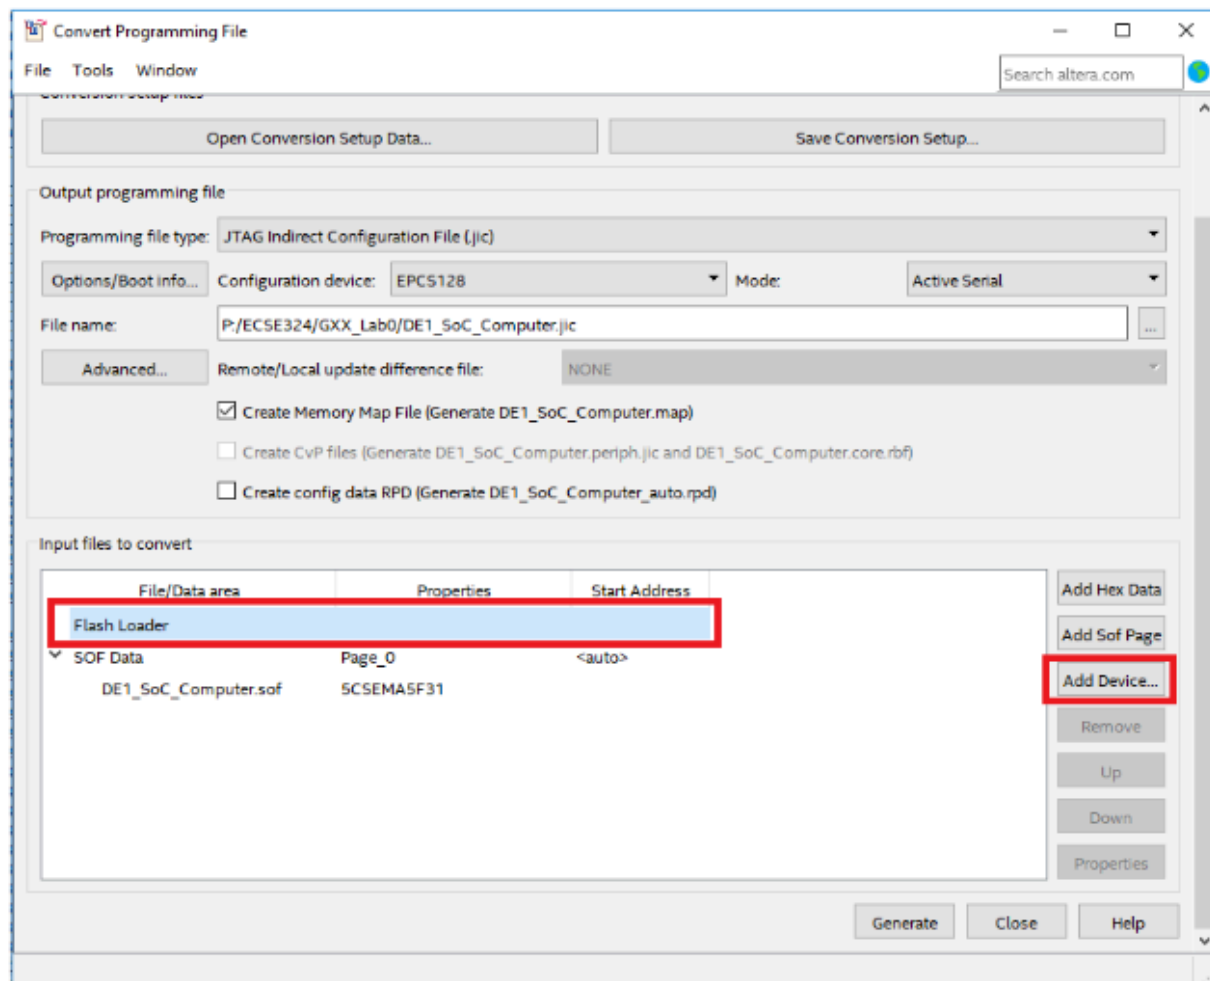 Convert Programming File
File Tools Window
Search altera.com
Conversion setup files
Open Conversion Setup Data... Save Conversion Setup...
Output programming file
Programming file type: JTAG Indirect Configuration File (.jic)
Options/Boot info... Configuration device: EPCS128 Mode: Active Serial
File name: P:/ECSE324/GXX_Lab0/DE1_SoC_Computer.jic ...
Advanced... Remote/Local update difference file: NONE
Create Memory Map File (Generate DE1_SoC_Computer.map)
Create CvP files (Generate DE1_SoC_Computer.periph.jic and DE1_SoC_Computer.core.rbf)
Create config data RPD (Generate DE1_SoC_Computer_auto.rpd)
Input files to convert
File/Data area Properties Start Address
Add Hex Data
Flash Loader
Add Sof Page
SOF Data Page_0 <auto>
Add Device...
DE1_SoC_Computer.sof 5CSEMA5F31
Remove
Up
Down
Properties
Generate Close Help